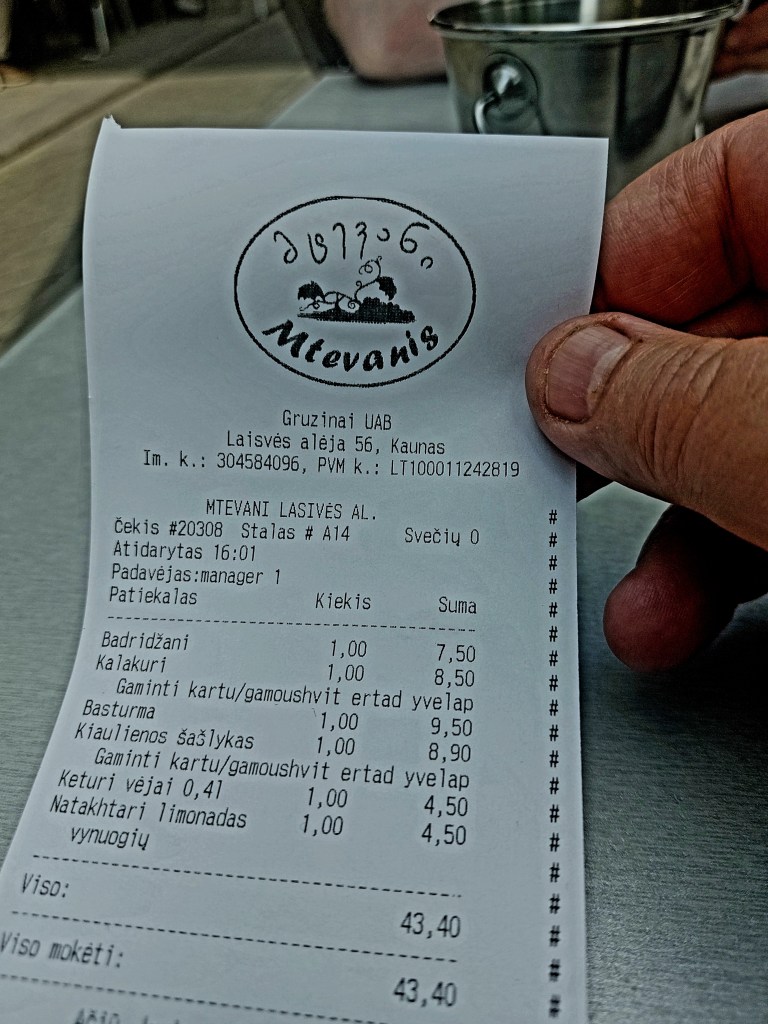 მტევანი
Mtevanis
Gruzinai UAB
Laisvės alėja 56, Kaunas
Im. k.: 304584096, PVM k.: LT100011242819
MTEVANI LASIVĖS AL.
Čekis #20308 Stalas # A14 Svečių 0
Atidarytas 16:01
Padavėjas:manager 1
Patiekalas Kiekis Suma
Badridžani 1,00 7,50
Kalakuri 1,00 8,50
Gaminti kartu/gamoushvit ertad yvelap
Basturma 1,00 9,50
Kiaulienos šašlykas 1,00 8,90
Gaminti kartu/gamoushvit ertad yvelap
Keturi vėjai 0,4l 1,00 4,50
Natakhtari limonadas 1,00 4,50
vynuogių
Viso:
43,40
Viso mokėti:
43,40